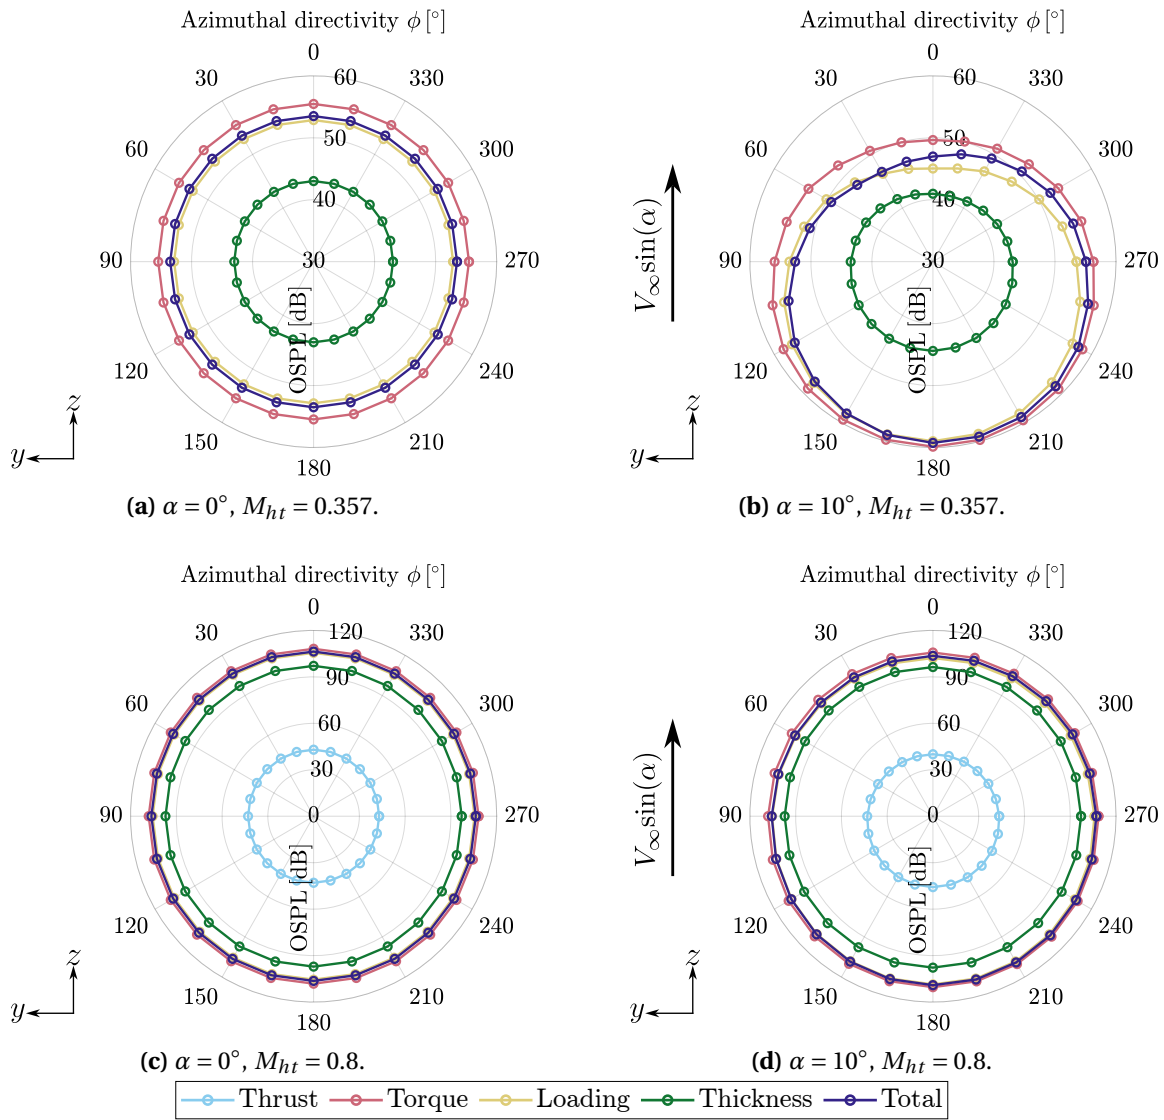 Azimuthal directivity ϕ [°]
Azimuthal directivity ϕ [°]
0
0
30
60
330
30
60
330
60
50
300
60
50
300
40
40
90
30
270
90
30
270
V∞ sin(α)
OSPL [dB]
OSPL [dB]
120
240
120
240
z
z
y
150
210
y
150
210
180
180
(a) α = 0°, M_ht = 0.357.
(b) α = 10°, M_ht = 0.357.
Azimuthal directivity ϕ [°]
Azimuthal directivity ϕ [°]
0
0
30
120
330
30
120
330
60
90
300
60
90
300
60
60
30
30
90
0
270
90
0
270
V∞ sin(α)
OSPL [dB]
OSPL [dB]
120
240
120
240
z
z
y
150
210
y
150
210
180
180
(c) α = 0°, M_ht = 0.8.
(d) α = 10°, M_ht = 0.8.
Thrust Torque Loading Thickness Total